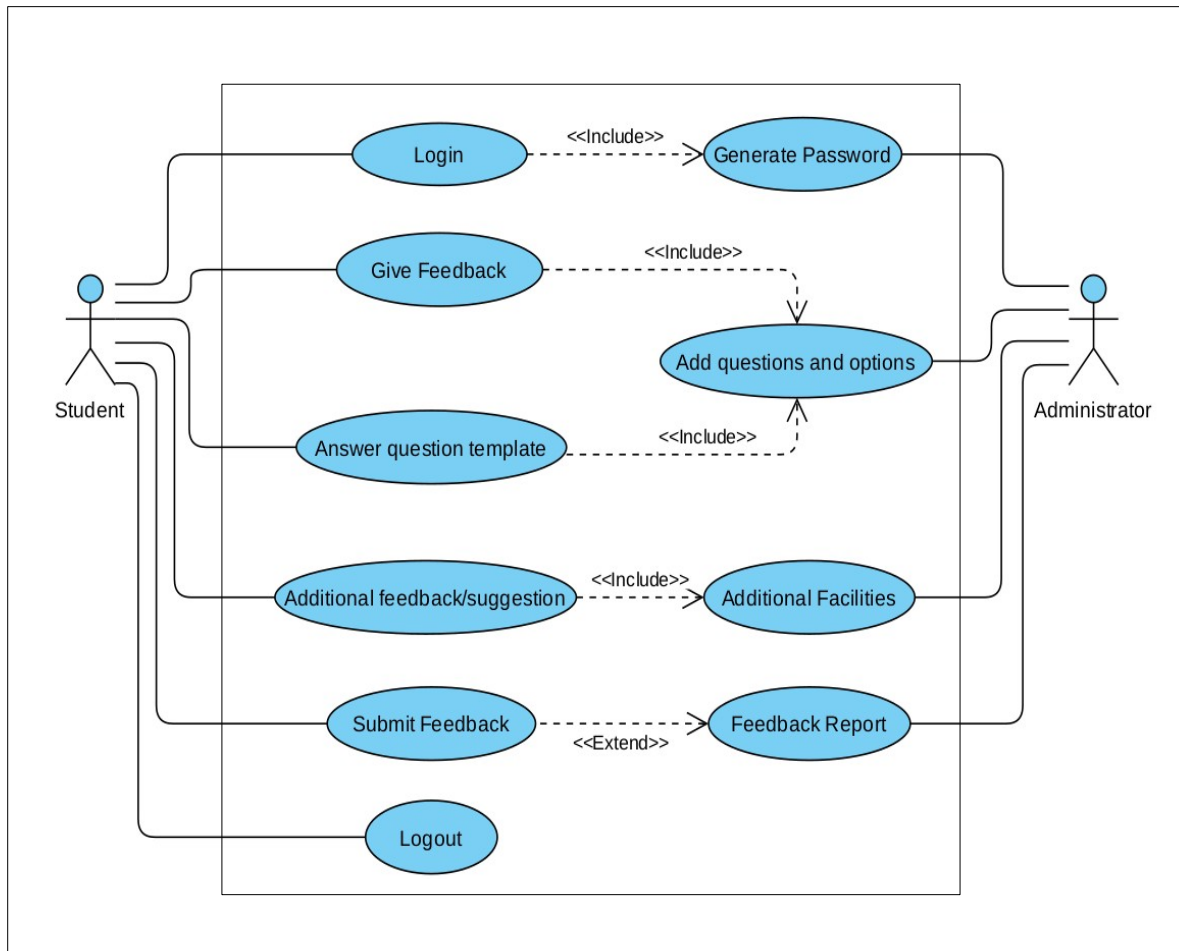 Login
<<Include>>
Generate Password
Give Feedback
<<Include>>
Add questions and options
Student
Administrator
Answer question template
<<Include>>
Additional feedback/suggestion
<<Include>>
Additional Facilities
Submit Feedback
<<Extend>>
Feedback Report
Logout